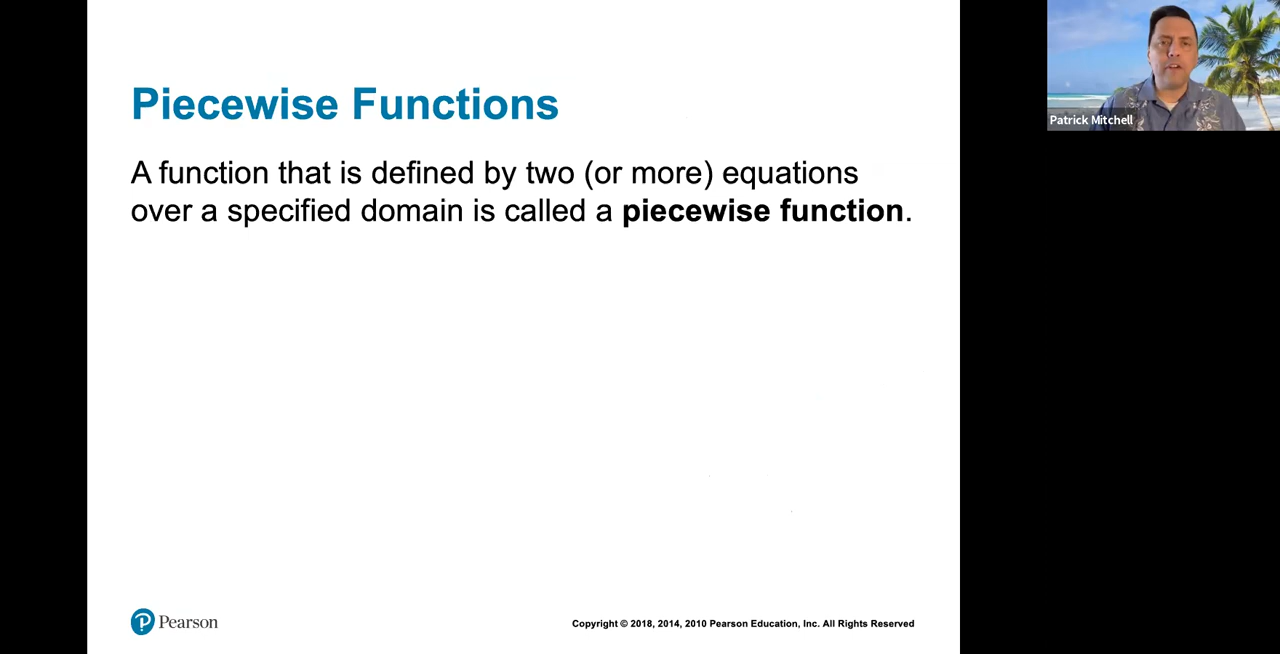 Piecewise Functions
A function that is defined by two (or more) equations
over a specified domain is called a piecewise function.
Patrick Mitchell
Pearson
Copyright © 2018, 2014, 2010 Pearson Education, Inc. All Rights Reserved